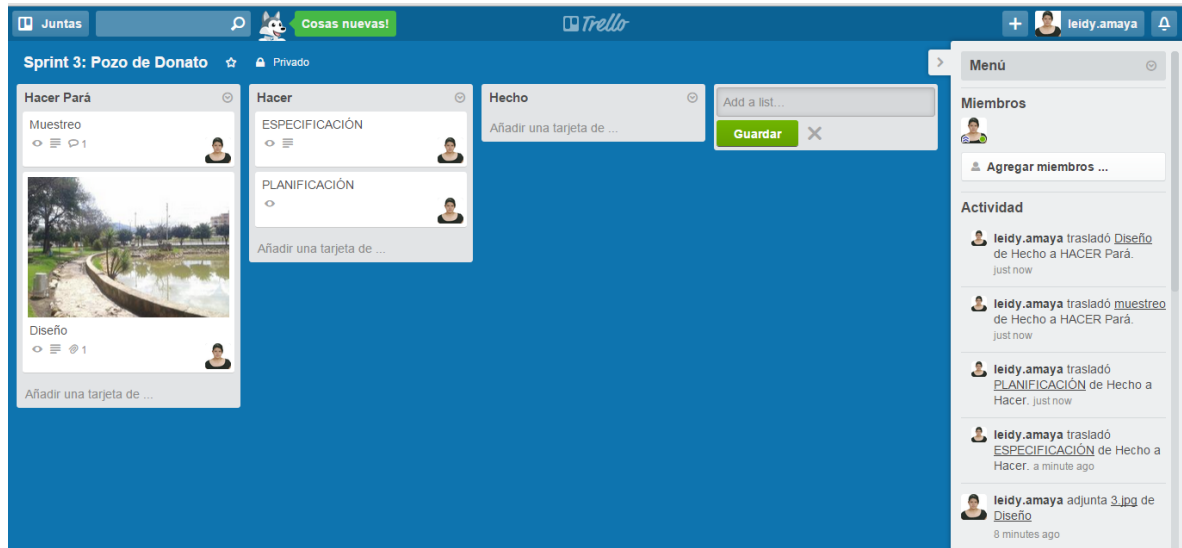 Juntas
Cosas nuevas!
Trello
+
leidy.amaya
Sprint 3: Pozo de Donato
Privado
Hacer Pará
Muestreo
1
Diseño
1
Añadir una tarjeta de ...
Hacer
ESPECIFICACIÓN
PLANIFICACIÓN
Añadir una tarjeta de ...
Hecho
Añadir una tarjeta de ...
Add a list...
Guardar
Menú
Miembros
Agregar miembros ...
Actividad
leidy.amaya trasladó Diseño
de Hecho a HACER Pará.
just now
leidy.amaya trasladó muestreo
de Hecho a HACER Pará.
just now
leidy.amaya trasladó
PLANIFICACIÓN de Hecho a
Hacer. just now
leidy.amaya trasladó
ESPECIFICACIÓN de Hecho a
Hacer. a minute ago
leidy.amaya adjunta 3.jpg de
Diseño
8 minutes ago